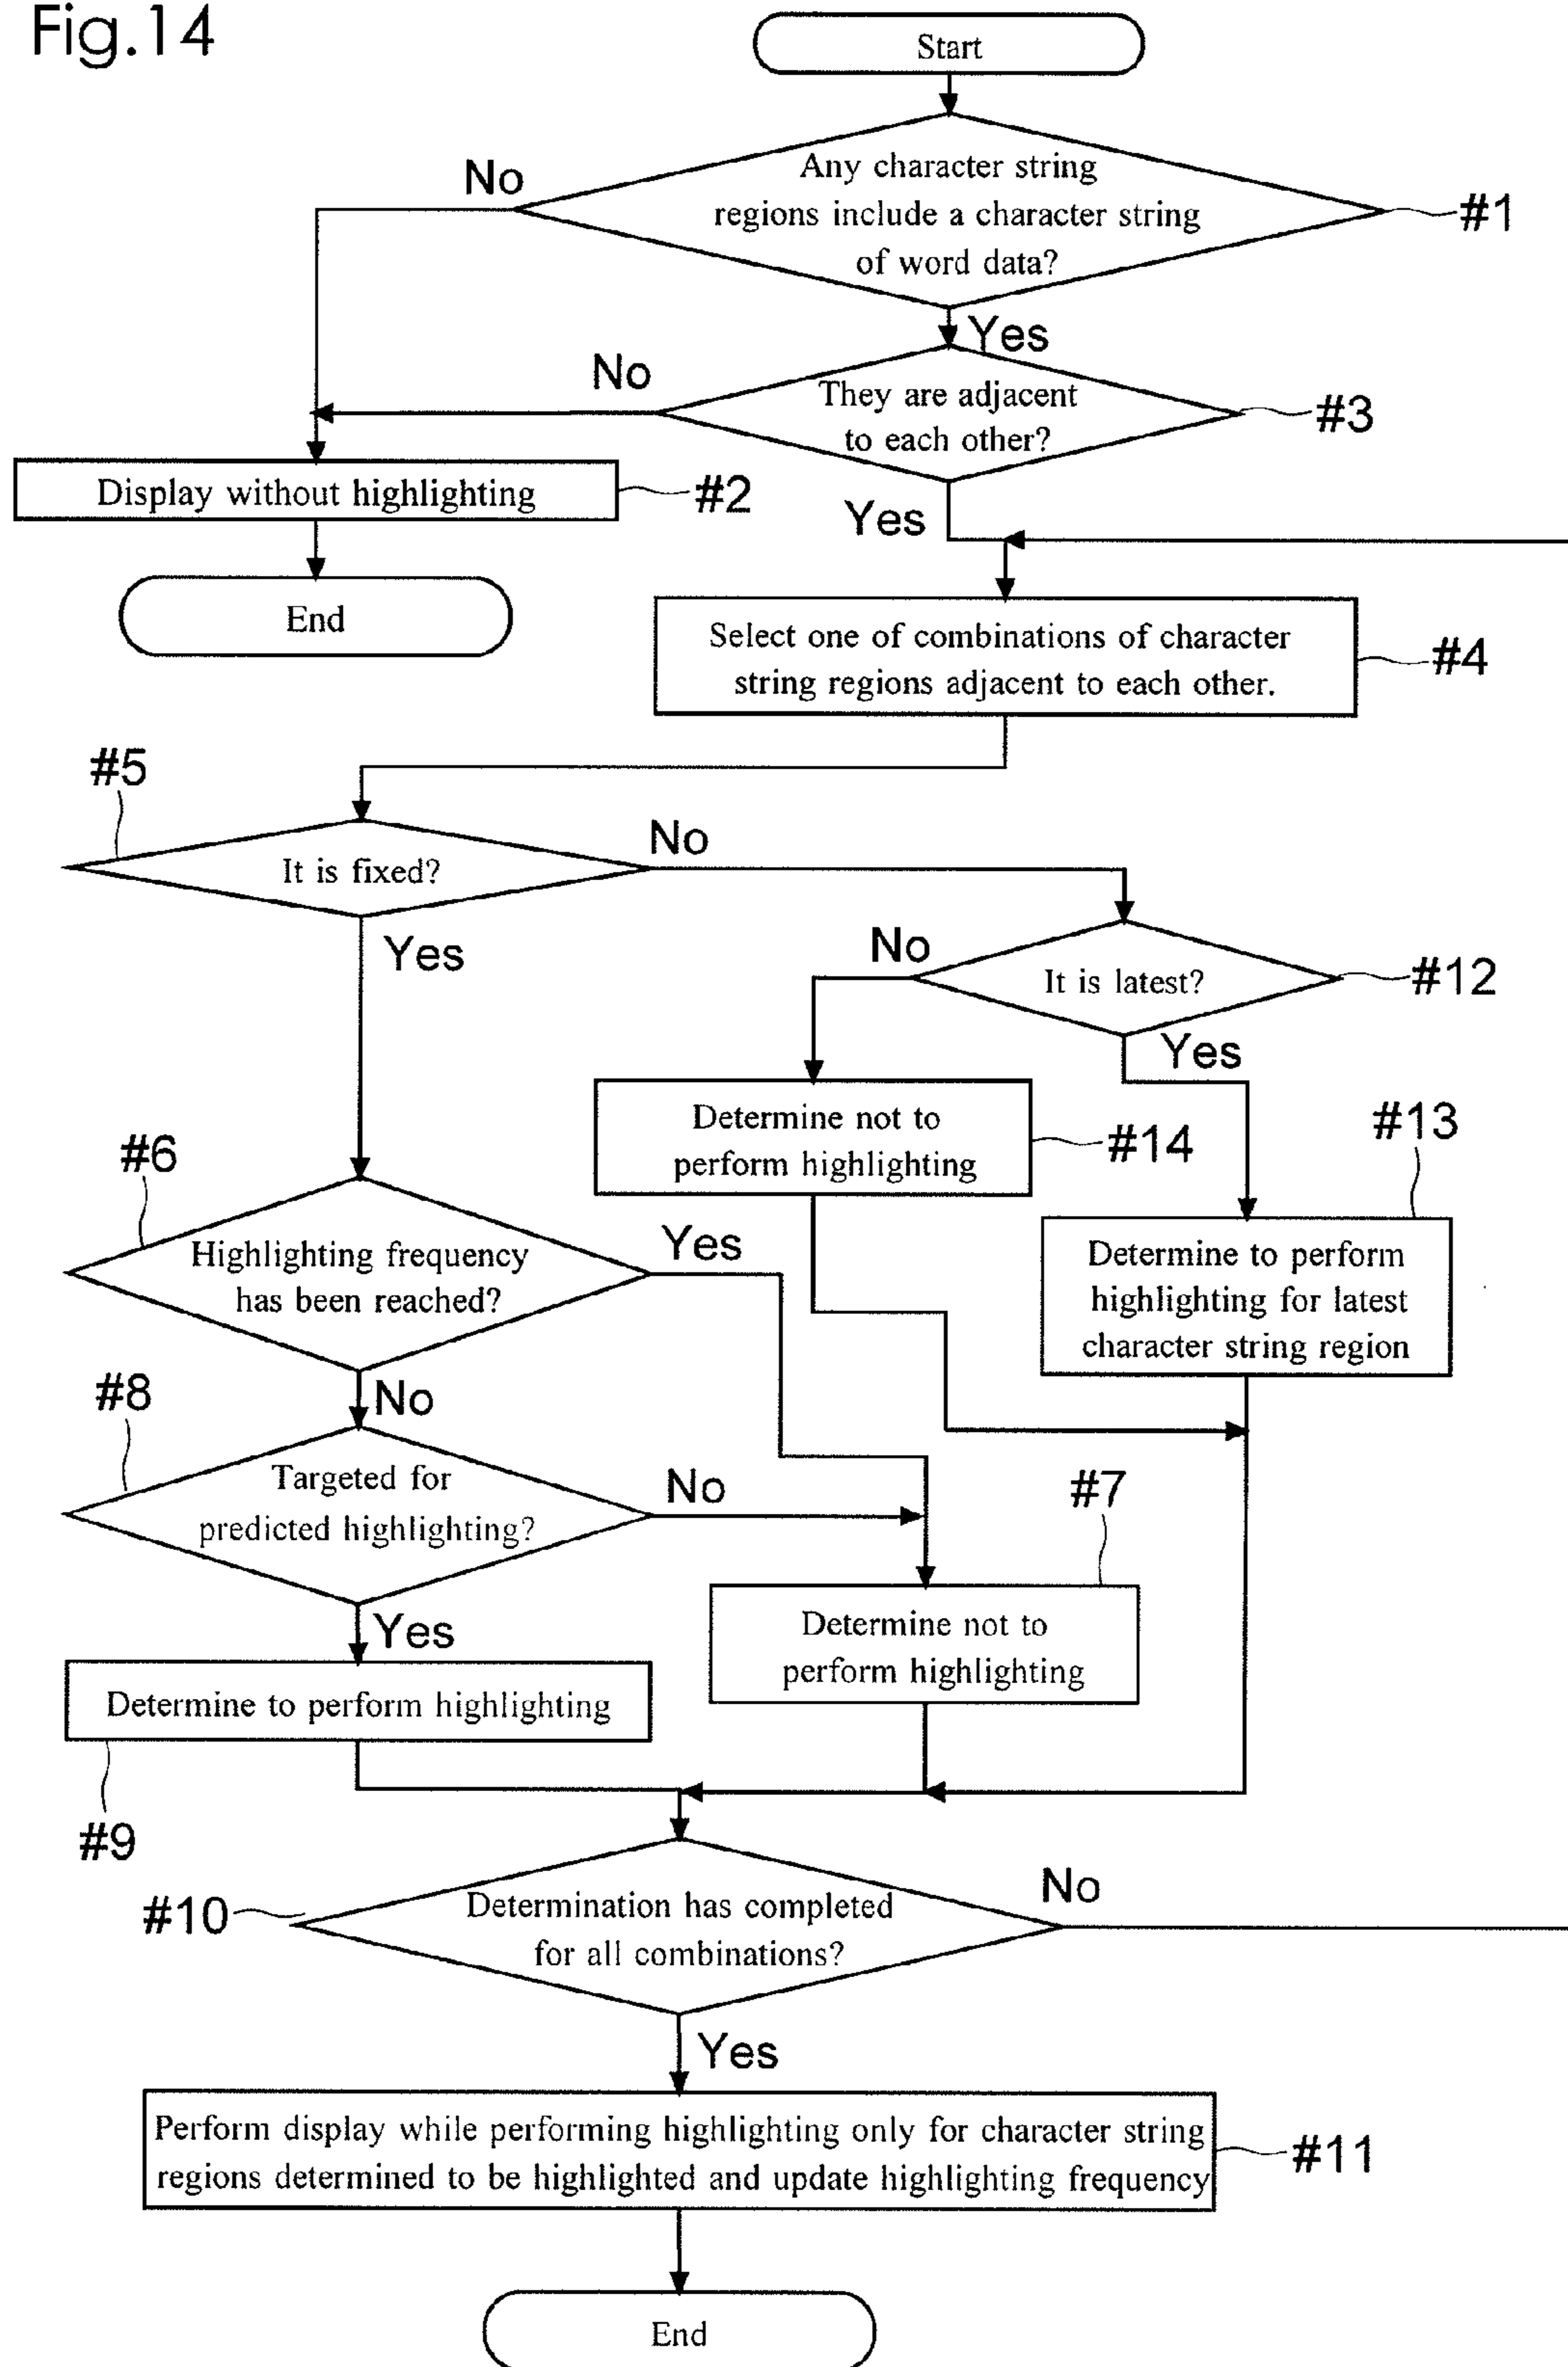 Fig.14
Start
Any character string
regions include a character string
of word data?
No
#1
Yes
No
They are adjacent
to each other?
#3
Display without highlighting
#2
Yes
End
Select one of combinations of character
string regions adjacent to each other.
#4
#5
It is fixed?
No
Yes
No
It is latest?
#12
Yes
Determine not to
perform highlighting
#14
#13
#6
Highlighting frequency
has been reached?
Yes
Determine to perform
highlighting for latest
character string region
No
#8
Targeted for
predicted highlighting?
No
#7
Yes
Determine not to
perform highlighting
Determine to perform highlighting
#9
#10
Determination has completed
for all combinations?
No
Yes
Perform display while performing highlighting only for character string
regions determined to be highlighted and update highlighting frequency
#11
End